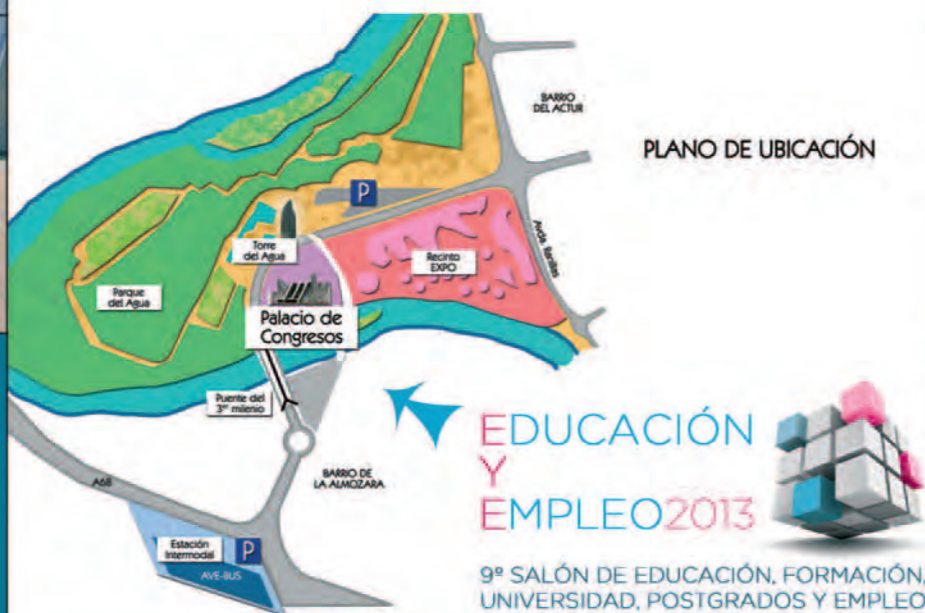 BARRIO
DEL ACTUR
PLANO DE UBICACIÓN
P
Avda. Ranillas
Torre
del Agua
Recinto
EXPO
Parque
del Agua
Palacio de
Congresos
Puente del
3er milenio
EDUCACIÓN
Y
EMPLEO2013
A68
BARRIO DE
LA ALMOZARA
Estación
Intermodal
P
AVE-BUS
9º SALÓN DE EDUCACIÓN, FORMACIÓN,
UNIVERSIDAD, POSTGRADOS Y EMPLEO